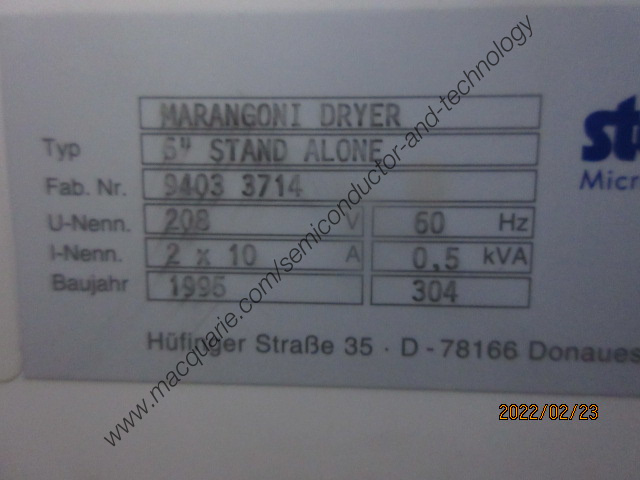 MARANGONI DRYER
Typ 6" STAND ALONE
Fab. Nr. 9403 3714
U-Nenn. 208 V 60 Hz
I-Nenn. 2 x 10 A 0,5 kVA
Baujahr 1995 304
Hüfinger Straße 35 · D - 78166 Donaues
st
Micr
www.macquarie.com/semiconductor-and-technology
2022/02/23